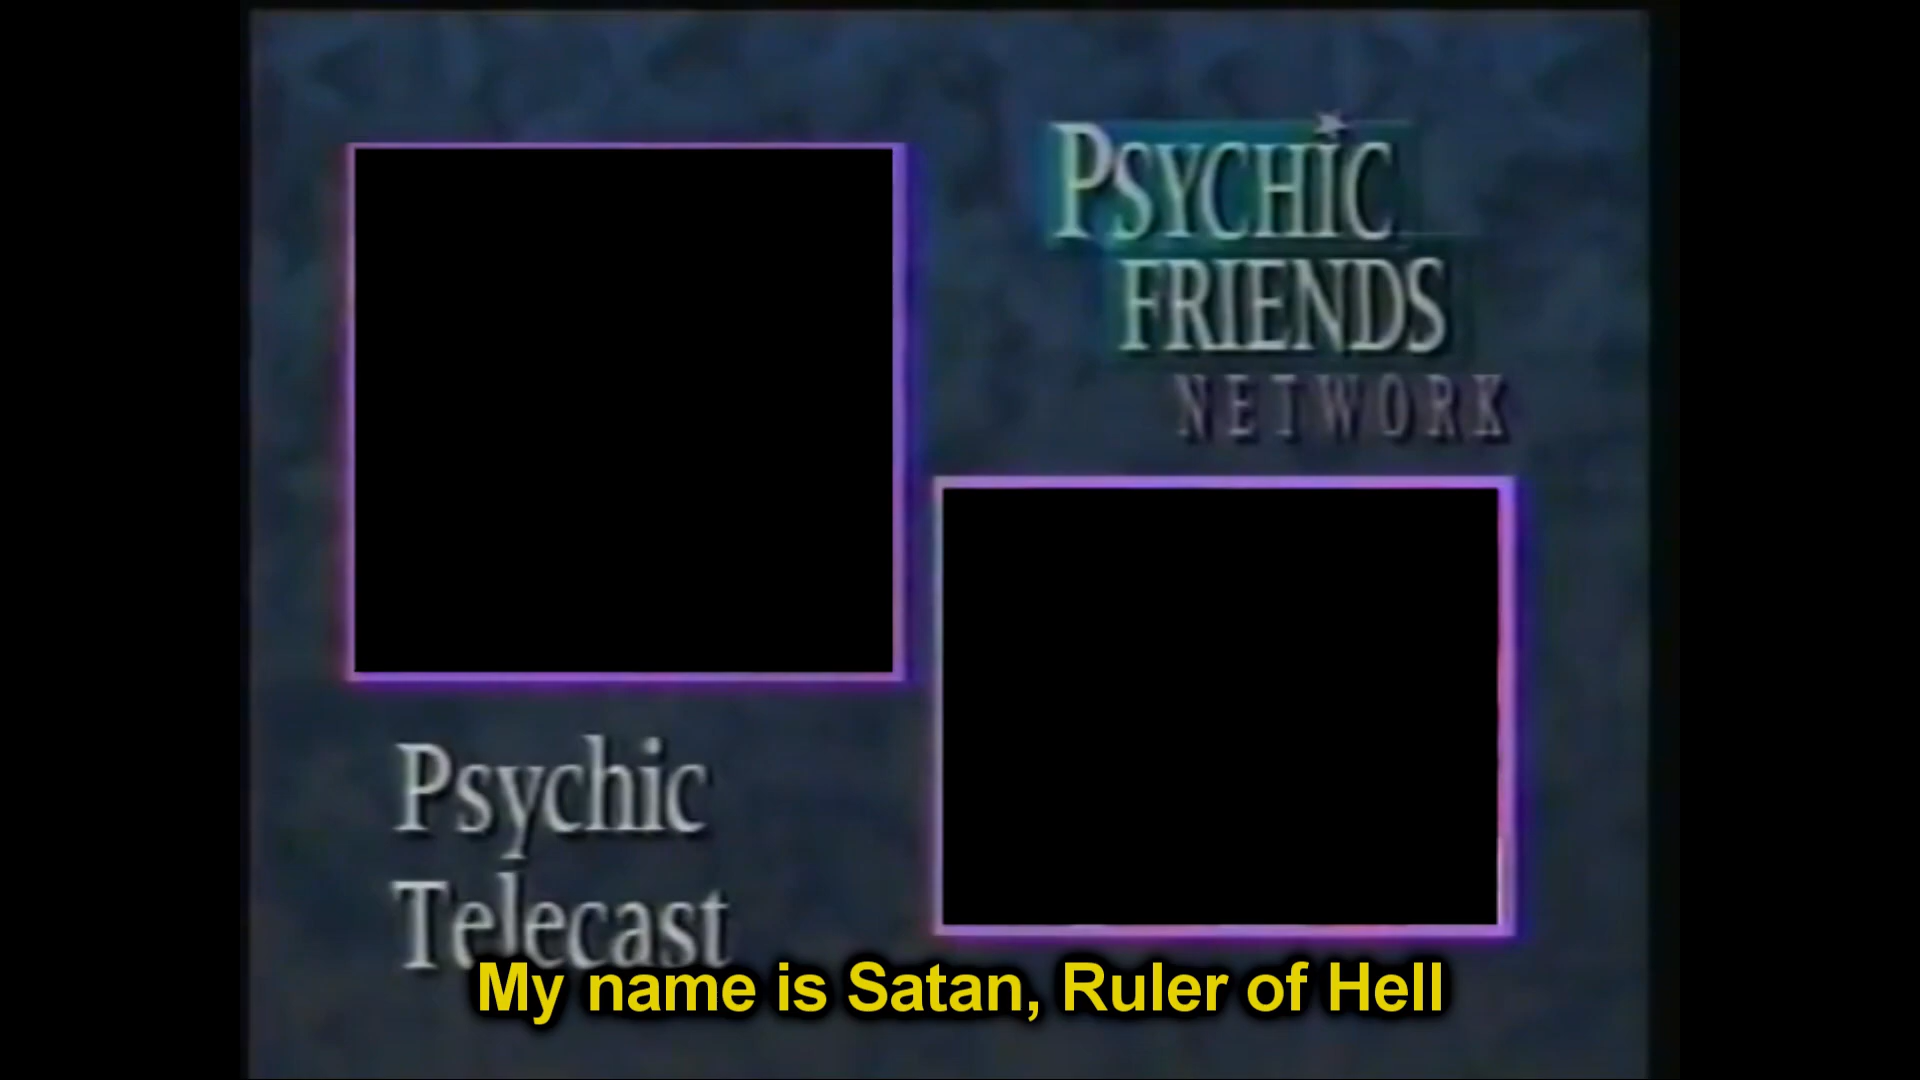 PSYCHiC
FRIENDS
NETWORK
Psychic
Telecast
My name is Satan, Ruler of Hell